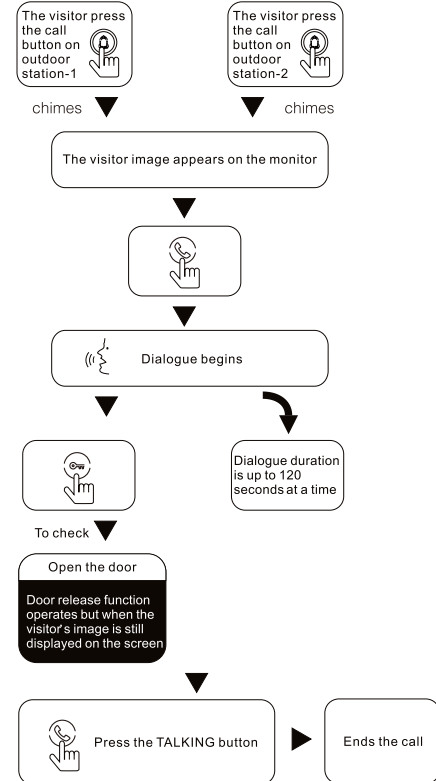 The visitor press
the call
button on
outdoor
station-1
The visitor press
the call
button on
outdoor
station-2
chimes
chimes
The visitor image appears on the monitor
Dialogue begins
Dialogue duration
is up to 120
seconds at a time
To check
Open the door
Door release function
operates but when the
visitor's image is still
displayed on the screen
Press the TALKING button
Ends the call